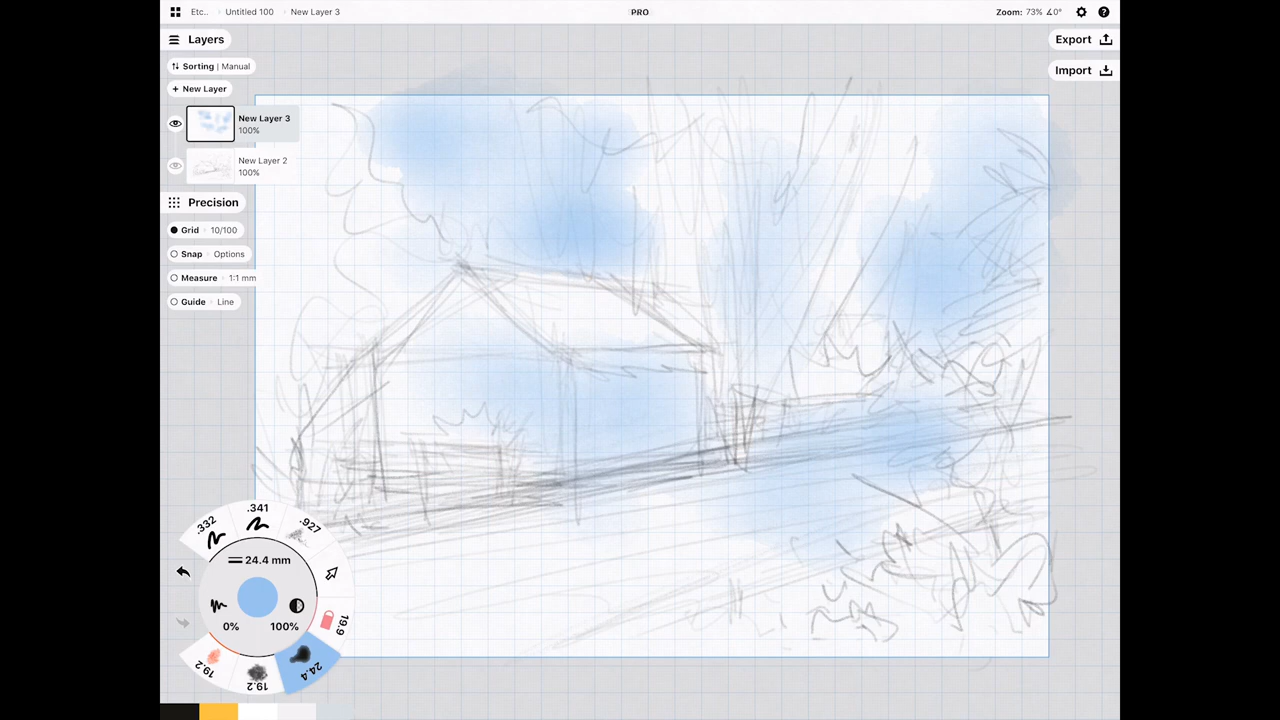 Etc.. › Untitled 100 › New Layer 3
PRO
Zoom: 73% ∠0°
Layers
Export
Sorting | Manual
Import
+ New Layer
New Layer 3
100%
New Layer 2
100%
Precision
Grid › 10/100
Snap › Options
Measure › 1:1 mm
Guide › Line
.332
.341
.927
24.4 mm
0%
100%
19.9
19.2
19.2
24.4